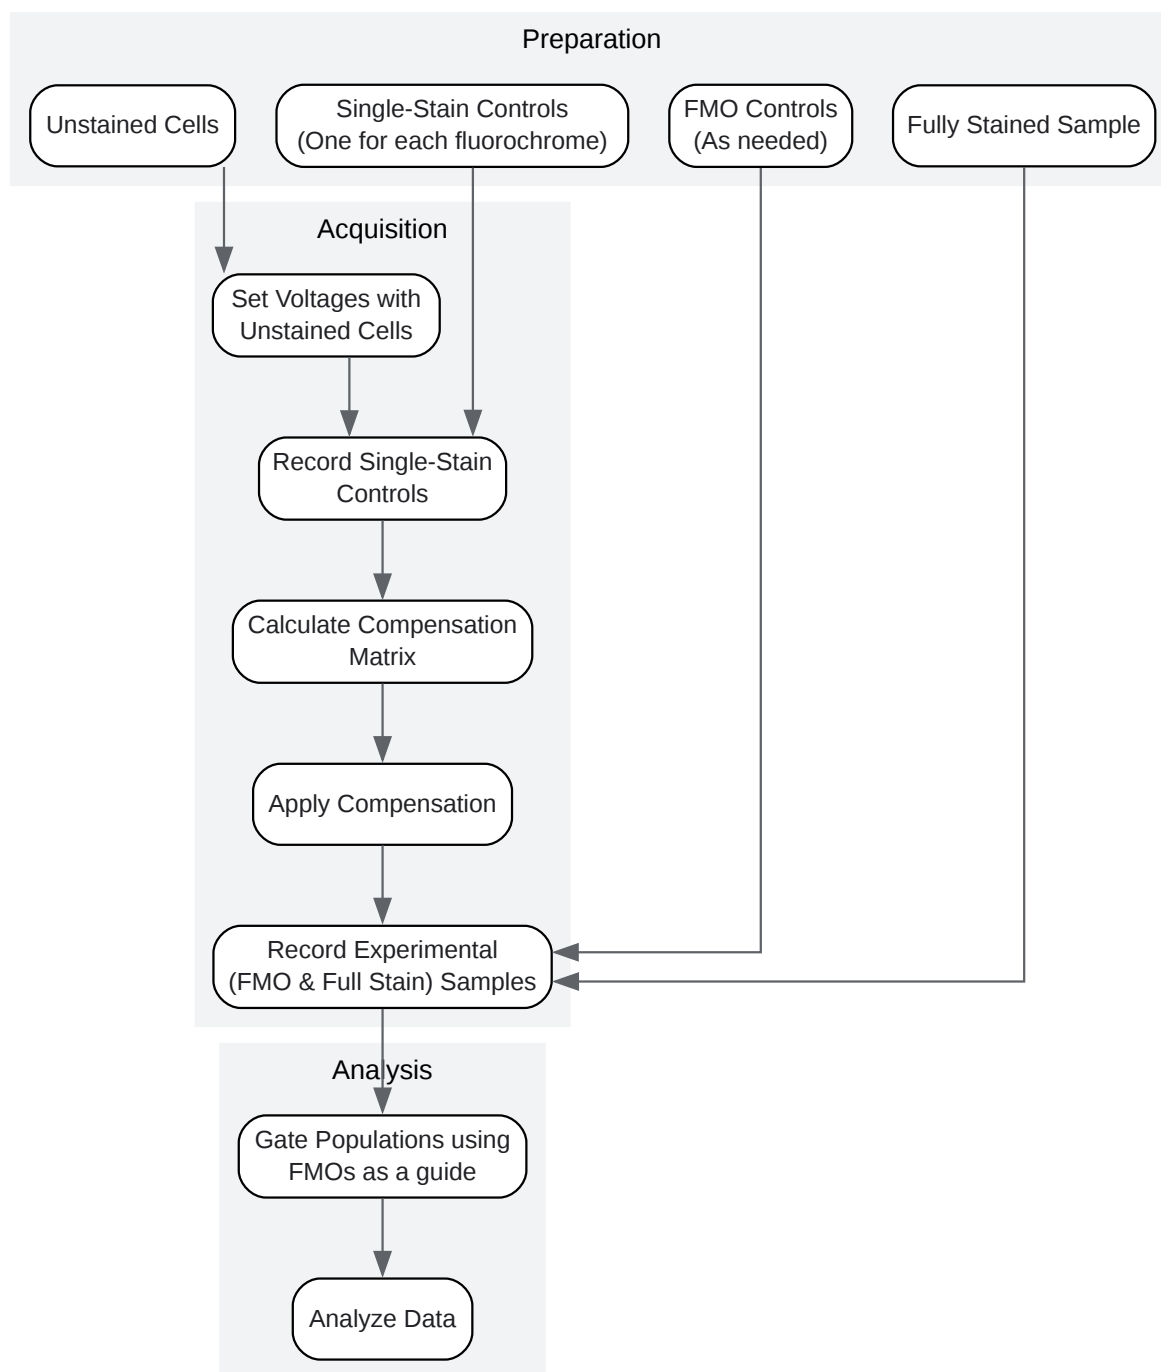 Preparation
Unstained Cells
Single-Stain Controls
(One for each fluorochrome)
FMO Controls
(As needed)
Fully Stained Sample
Acquisition
Set Voltages with
Unstained Cells
Record Single-Stain
Controls
Calculate Compensation
Matrix
Apply Compensation
Record Experimental
(FMO & Full Stain) Samples
Analysis
Gate Populations using
FMOs as a guide
Analyze Data